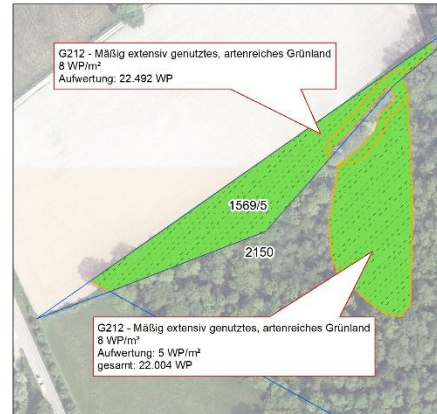 G212 - Mäßig extensiv genutztes, artenreiches Grünland
8 WP/m²
Aufwertung: 22.492 WP
1569/5
2150
G212 - Mäßig extensiv genutztes, artenreiches Grünland
8 WP/m²
Aufwertung: 5 WP/m²
gesamt: 22.004 WP